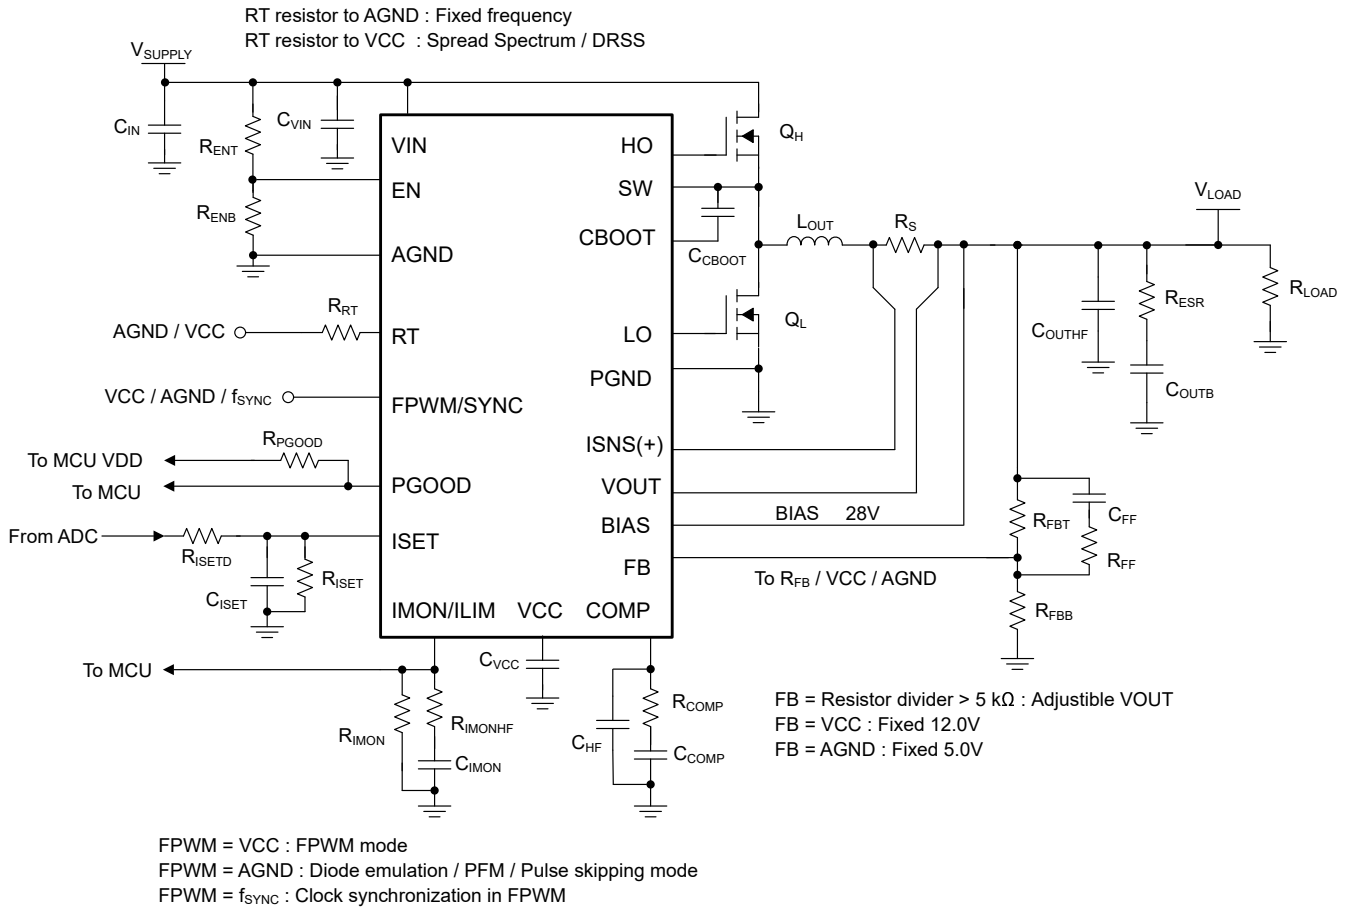 RT resistor to AGND : Fixed frequency
RT resistor to VCC : Spread Spectrum / DRSS
VSUPPLY
CIN
RENT
CVIN
RENB
VIN
EN
AGND
HO
SW
CBOOT
QH
CCBOOT
LOUT
RS
VLOAD
RLOAD
RESR
COUTHF
COUTB
AGND / VCC
RRT
RT
LO
QL
PGND
VCC / AGND / fSYNC
FPWM/SYNC
ISNS(+)
To MCU VDD
RPGOOD
To MCU
PGOOD
VOUT
BIAS
BIAS 28V
From ADC
RISETD
CISET
RISET
ISET
FB
To RFB / VCC / AGND
RFBT
CFF
RFF
RFBB
IMON/ILIM
VCC
COMP
To MCU
CVCC
RIMON
RIMONHF
CIMON
CHF
RCOMP
CCOMP
FB = Resistor divider > 5 kΩ : Adjustible VOUT
FB = VCC : Fixed 12.0V
FB = AGND : Fixed 5.0V
FPWM = VCC : FPWM mode
FPWM = AGND : Diode emulation / PFM / Pulse skipping mode
FPWM = fSYNC : Clock synchronization in FPWM